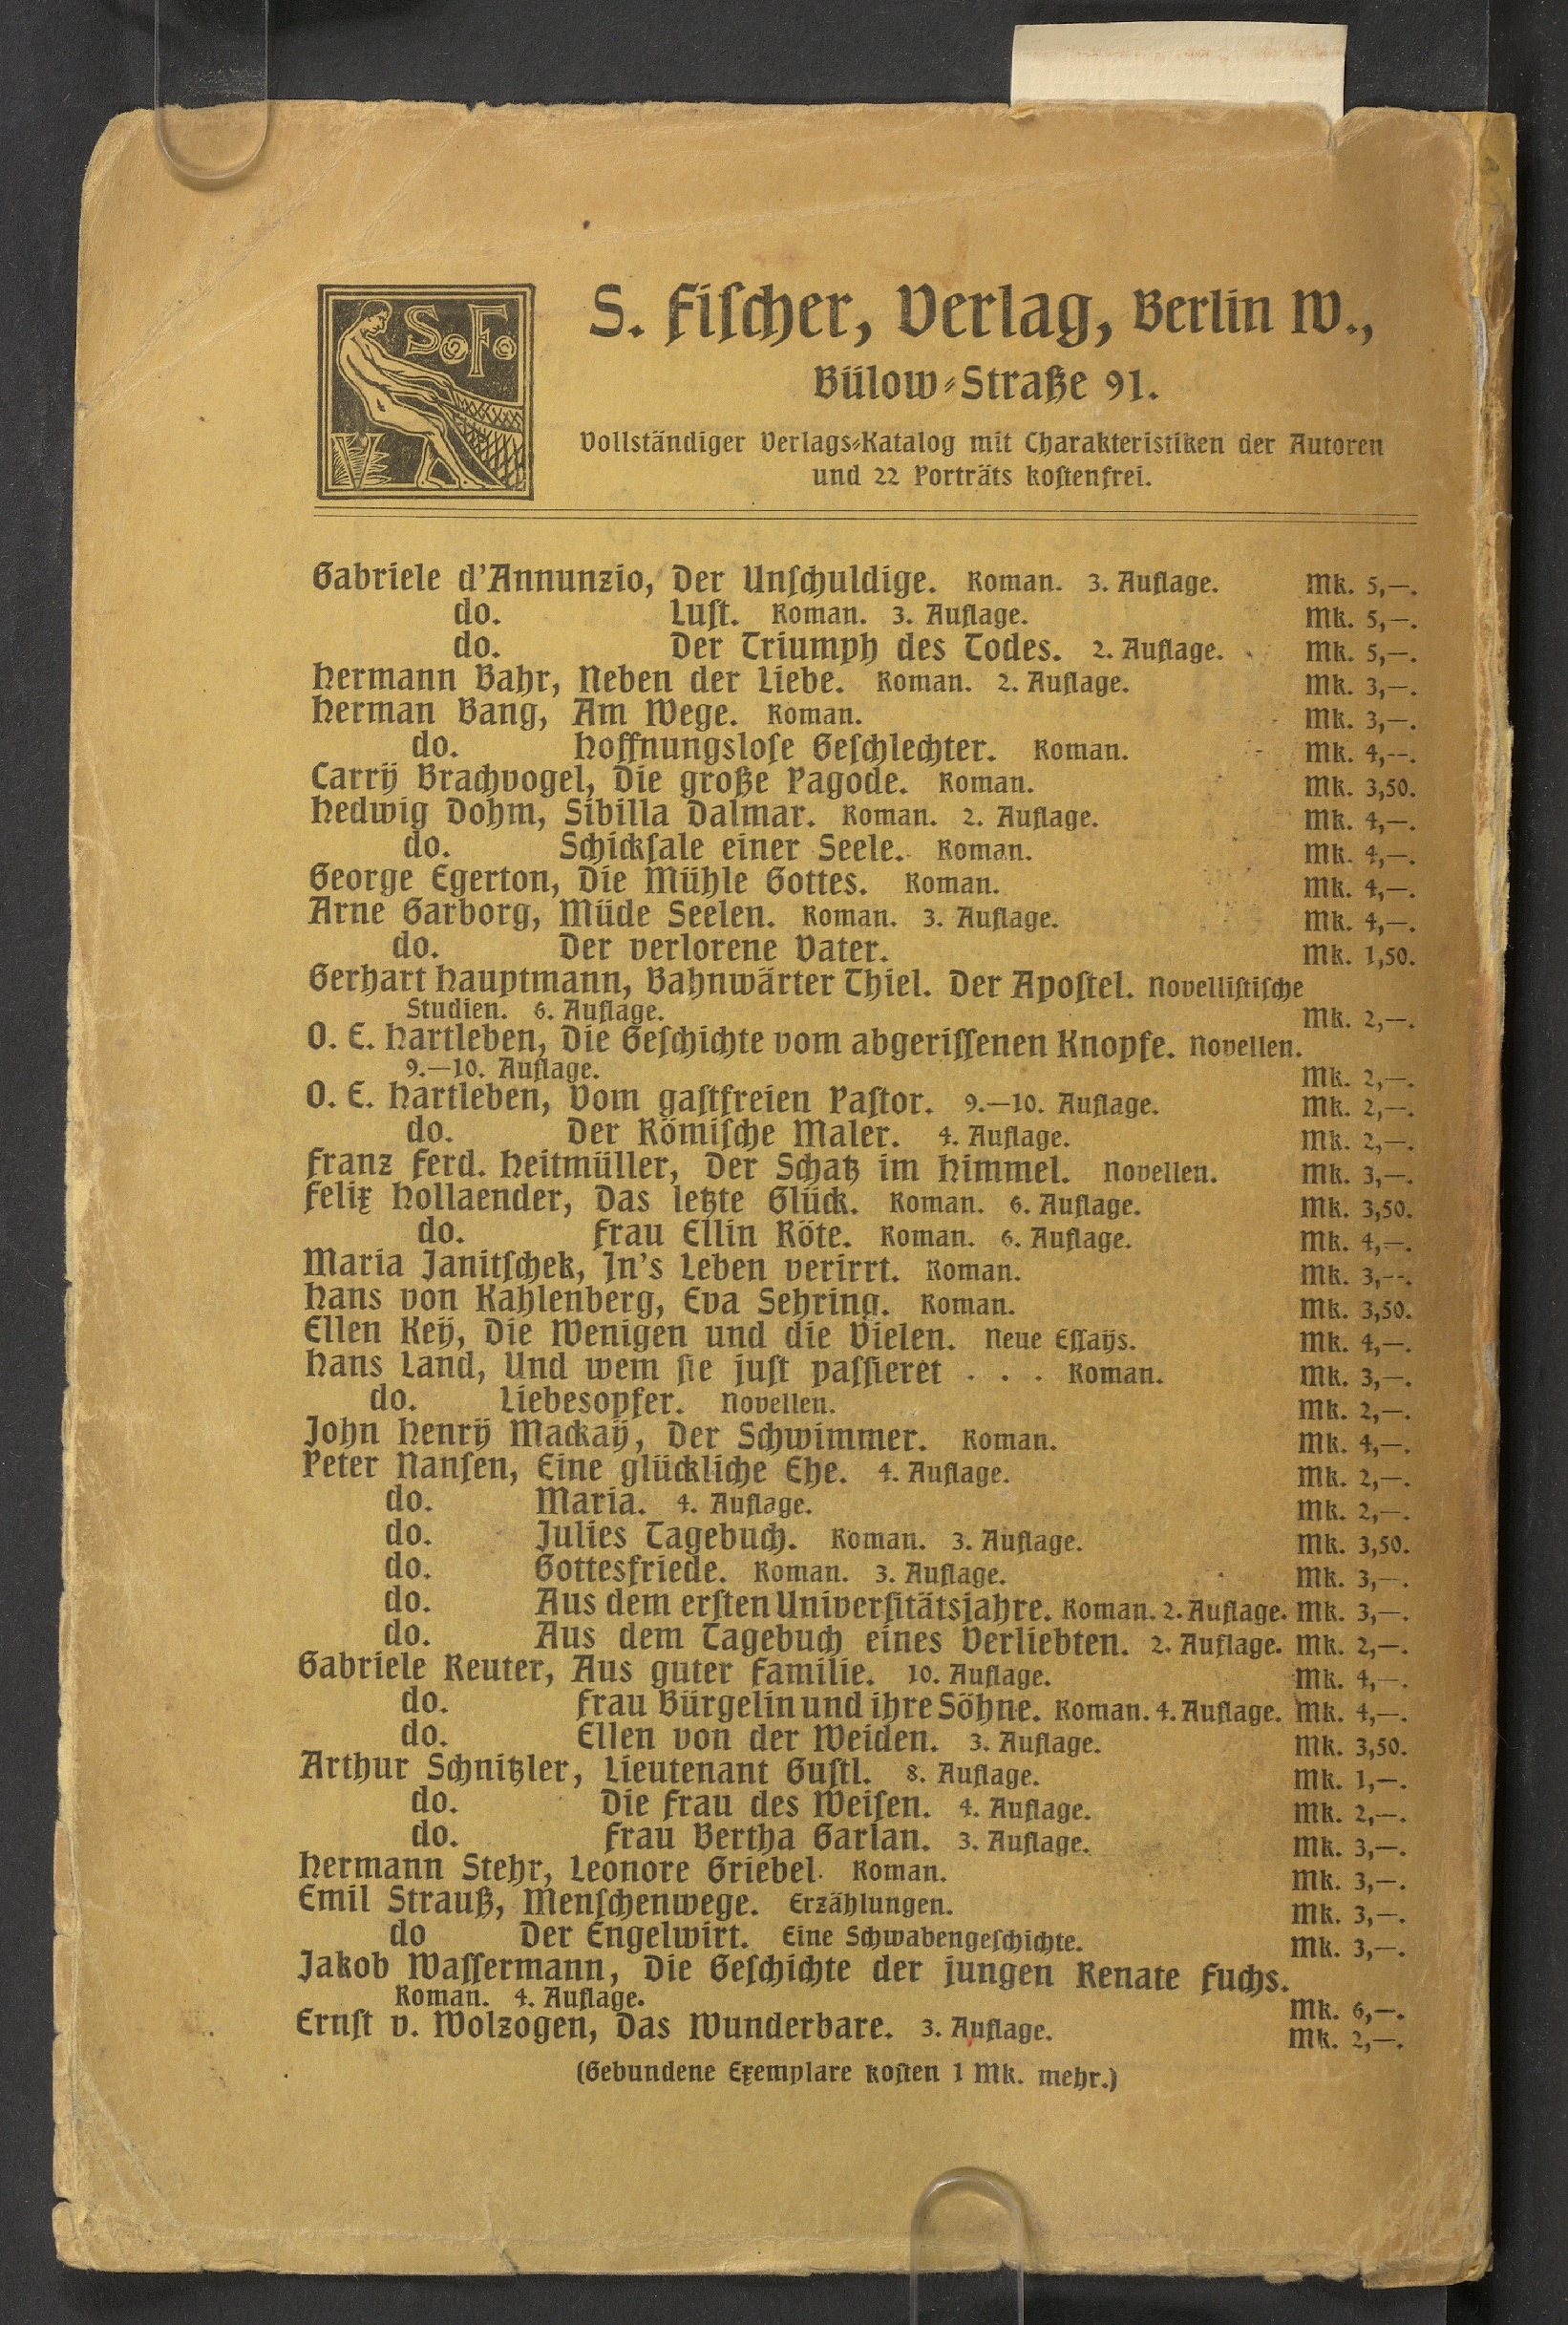 S. F.
V
S. Fiſcher, Verlag, Berlin W.,
Bülow-Straße 91.
Vollständiger Verlags-Katalog mit Charakteristiken der Autoren
und 22 Porträts koſtenfrei.
Gabriele d'Annunzio, Der Unſchuldige. Roman. 3. Auflage. Mk. 5,—.
do. Luſt. Roman. 3. Auflage. Mk. 5,—.
do. Der Triumph des Todes. 2. Auflage. Mk. 5,—.
Hermann Bahr, Neben der Liebe. Roman. 2. Auflage. Mk. 3,—.
Herman Bang, Am Wege. Roman. Mk. 3,—.
do. Hoffnungsloſe Geſchlechter. Roman. Mk. 4,—.
Carry Brachvogel, Die große Pagode. Roman. Mk. 3,50.
Hedwig Dohm, Sibilla Dalmar. Roman. 2. Auflage. Mk. 4,—.
do. Schickſale einer Seele. Roman. Mk. 4,—.
George Egerton, Die Mühle Gottes. Roman. Mk. 4,—.
Arne Garborg, Müde Seelen. Roman. 3. Auflage. Mk. 4,—.
do. Der verlorene Vater. Mk. 1,50.
Gerhart Hauptmann, Bahnwärter Thiel. Der Apoſtel. Novelliſtiſche
Studien. 6. Auflage. Mk. 2,—.
O. E. Hartleben, Die Geſchichte vom abgeriſſenen Knopfe. Novellen.
9.—10. Auflage. Mk. 2,—.
O. E. Hartleben, Vom gaſtfreien Paſtor. 9.—10. Auflage. Mk. 2,—.
do. Der Römiſche Maler. 4. Auflage. Mk. 2,—.
Franz Ferd. Heitmüller, Der Schatz im Himmel. Novellen. Mk. 3,—.
Felix Hollaender, Das letzte Glück. Roman. 6. Auflage. Mk. 3,50.
do. Frau Ellin Röte. Roman. 6. Auflage. Mk. 4,—.
Maria Janitſchek, In's Leben verirrt. Roman. Mk. 3,—.
Hans von Kahlenberg, Eva Sehring. Roman. Mk. 3,50.
Ellen Key, Die Wenigen und die Vielen. Neue Eſſays. Mk. 4,—.
Hans Land, Und wem ſie juſt paſſieret . . . Roman. Mk. 3,—.
do. Liebesopfer. Novellen. Mk. 2,—.
John Henry Mackay, Der Schwimmer. Roman. Mk. 4,—.
Peter Nanſen, Eine glückliche Ehe. 4. Auflage. Mk. 2,—.
do. Maria. 4. Auflage. Mk. 2,—.
do. Julies Tagebuch. Roman. 3. Auflage. Mk. 3,50.
do. Gottesfriede. Roman. 3. Auflage. Mk. 3,—.
do. Aus dem erſten Univerſitätsjahre. Roman. 2. Auflage. Mk. 3,—.
do. Aus dem Tagebuch eines Verliebten. 2. Auflage. Mk. 2,—.
Gabriele Reuter, Aus guter Familie. 10. Auflage. Mk. 4,—.
do. Frau Bürgelin und ihre Söhne. Roman. 4. Auflage. Mk. 4,—.
do. Ellen von der Weiden. 3. Auflage. Mk. 3,50.
Arthur Schnitzler, Lieutenant Guſtl. 8. Auflage. Mk. 1,—.
do. Die Frau des Weiſen. 4. Auflage. Mk. 2,—.
do. Frau Bertha Garlan. 3. Auflage. Mk. 3,—.
Hermann Stehr, Leonore Griebel. Roman. Mk. 3,—.
Emil Strauß, Menſchenwege. Erzählungen. Mk. 3,—.
do Der Engelwirt. Eine Schwabengeſchichte. Mk. 3,—.
Jakob Waſſermann, Die Geſchichte der jungen Renate Fuchs.
Roman. 4. Auflage. Mk. 6,—.
Ernſt v. Wolzogen, Das Wunderbare. 3. Auflage. Mk. 2,—.
(Gebundene Exemplare koſten 1 Mk. mehr.)